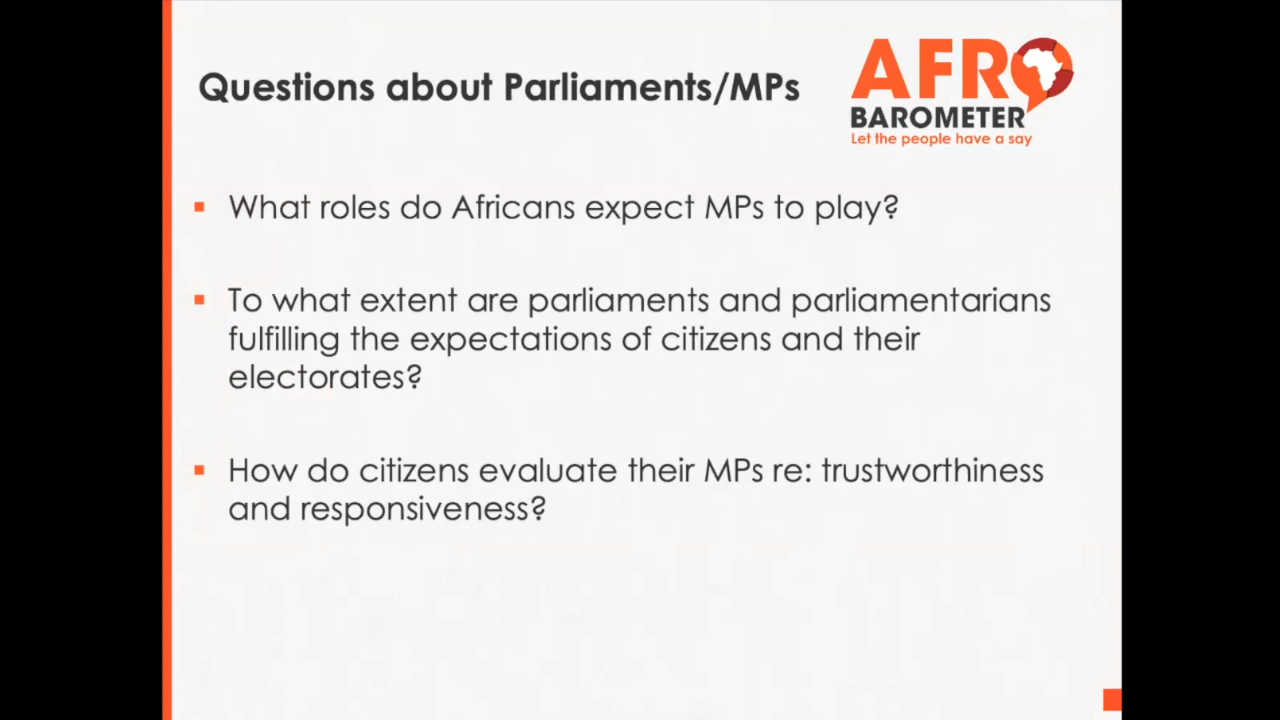 Questions about Parliaments/MPs
AFRO
BAROMETER
Let the people have a say
What roles do Africans expect MPs to play?
To what extent are parliaments and parliamentarians
fulfilling the expectations of citizens and their
electorates?
How do citizens evaluate their MPs re: trustworthiness
and responsiveness?